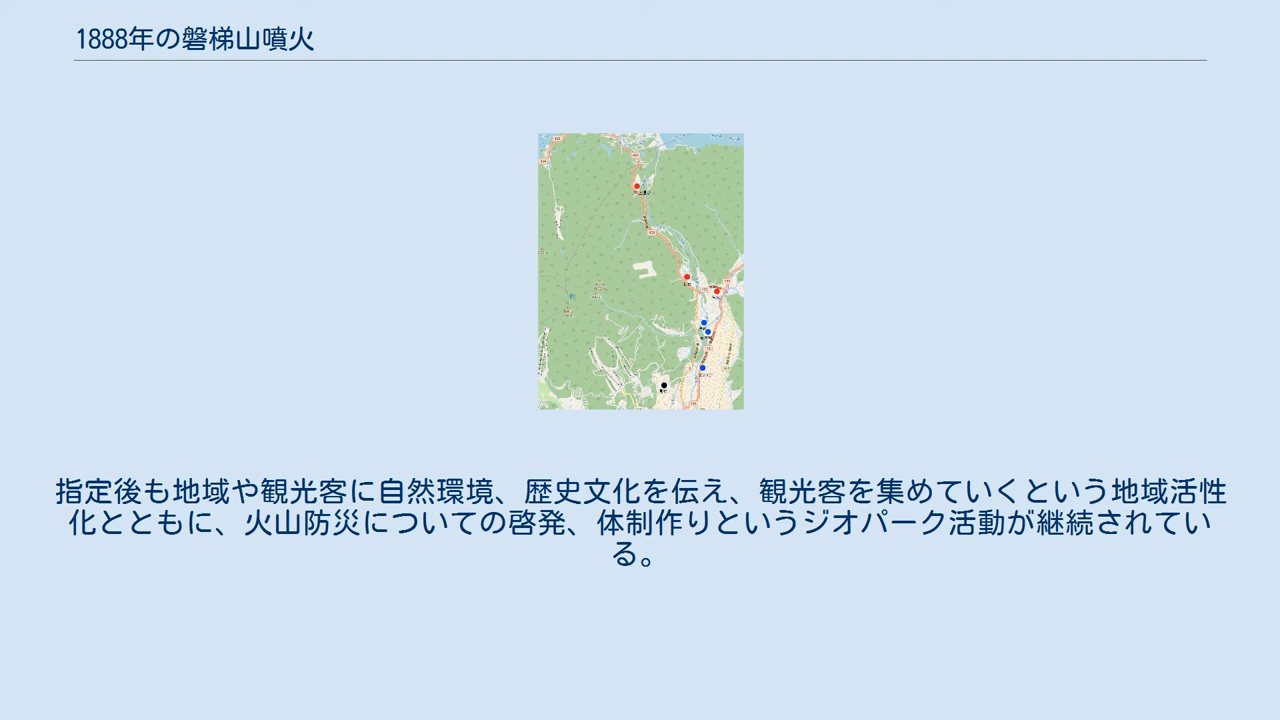 1888年の磐梯山噴火
指定後も地域や観光客に自然環境、歴史文化を伝え、観光客を集めていくという地域活性
化とともに、火山防災についての啓発、体制作りというジオパーク活動が継続されてい
る。